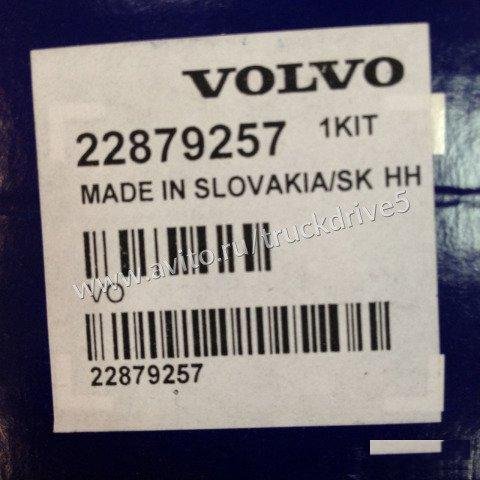 VOLVO
22879257 1KIT
MADE IN SLOVAKIA/SK HH
www.avito.ru/truckdrive5
VO
22879257